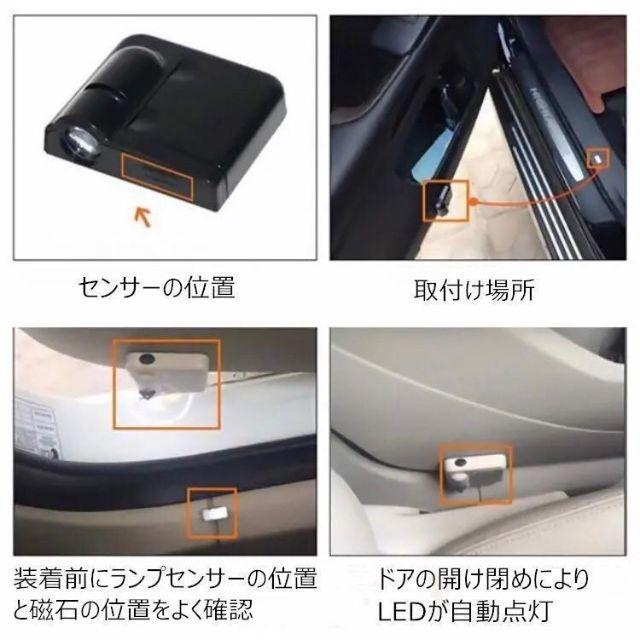 センサーの位置
取付け場所
装着前にランプセンサーの位置
と磁石の位置をよく確認
ドアの開け閉めにより
LEDが自動点灯